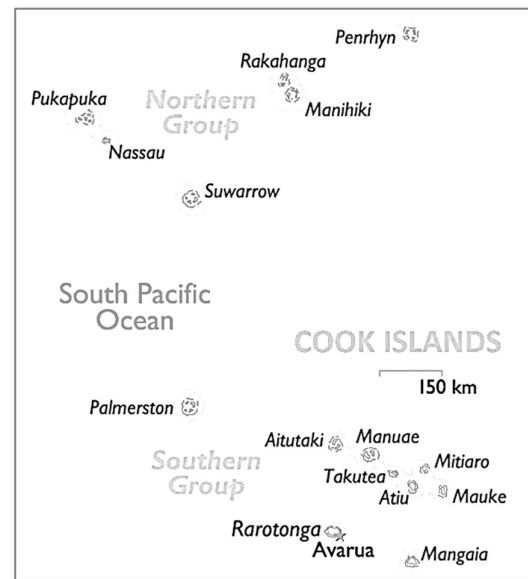 Penrhyn
Rakahanga
Pukapuka
Northern
Group
Manihiki
Nassau
Suwarrow
South Pacific
Ocean
COOK ISLANDS
150 km
Palmerston
Aitutaki
Manuae
Southern
Group
Takutea
Mitiaro
Atiu
Mauke
Rarotonga
Avarua
Mangaia